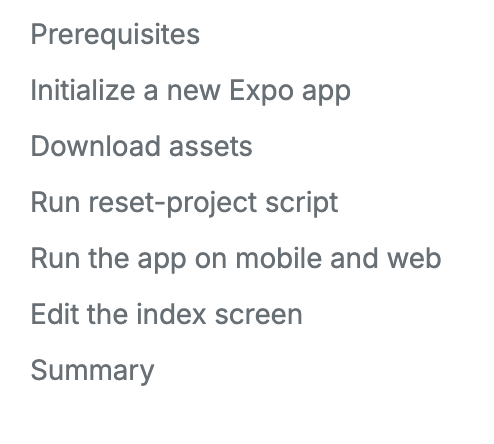 Prerequisites
Initialize a new Expo app
Download assets
Run reset-project script
Run the app on mobile and web
Edit the index screen
Summary